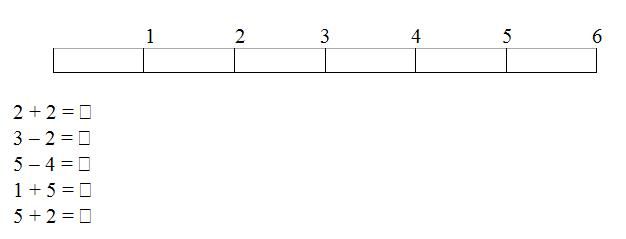 1 2 3 4 5 6
2 + 2 = □
3 – 2 = □
5 – 4 = □
1 + 5 = □
5 + 2 = □